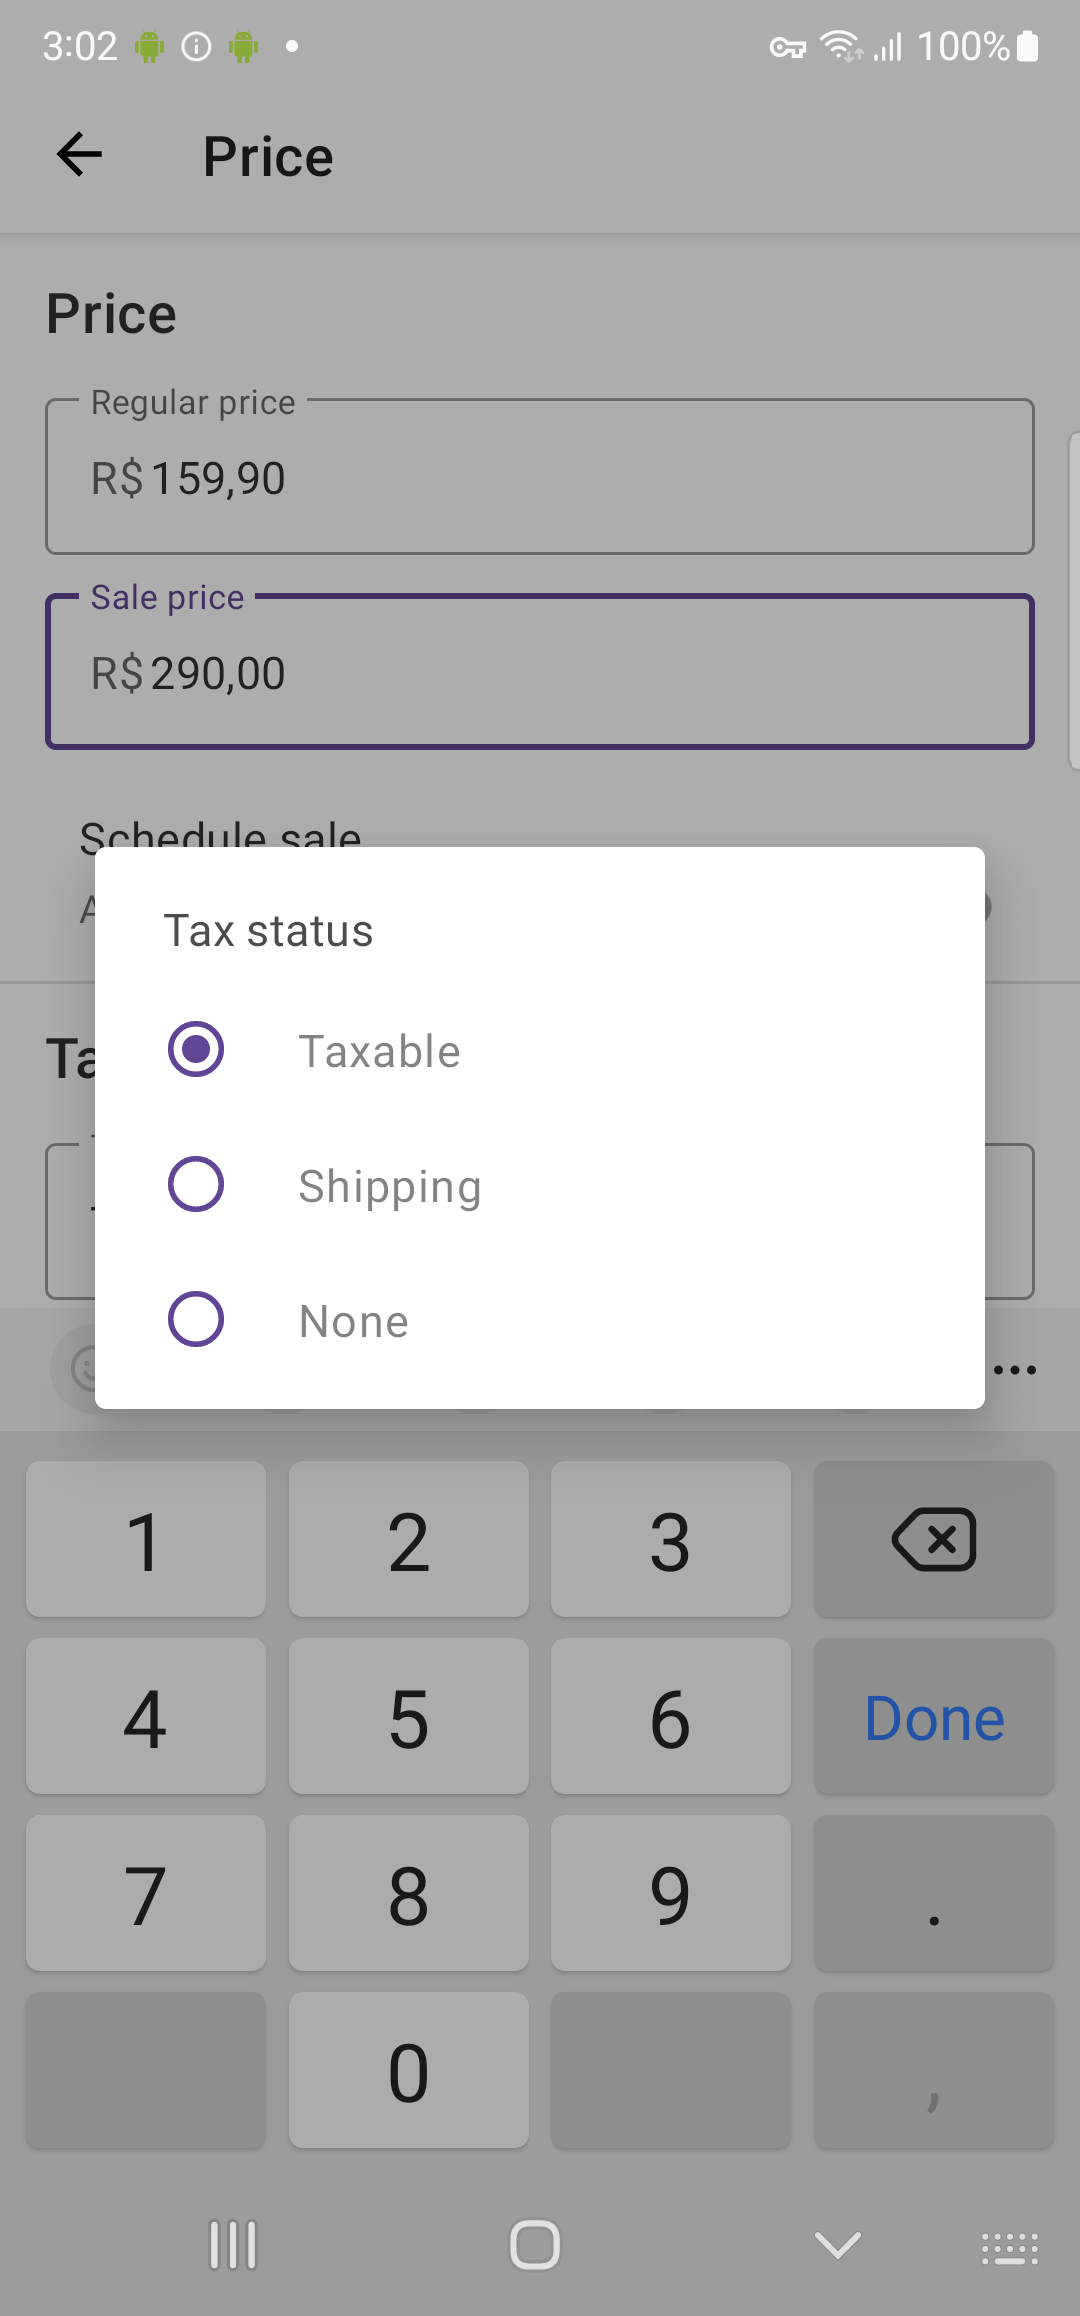 3:02 100%
Price
Price
Regular price
R$ 159,90
Sale price
R$ 290,00
Schedule sale
Tax status
Taxable
Shipping
None
1 2 3
4 5 6 Done
7 8 9 .
0 ,